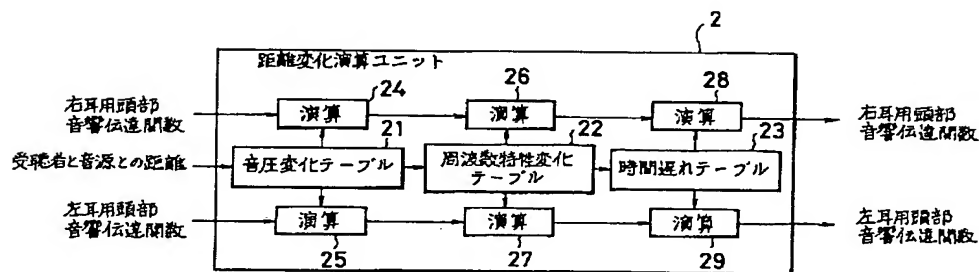 2
距離変化演算ユニット
24
26
28
右耳用頭部
音響伝達関数
演算
演算
演算
右耳用頭部
音響伝達関数
21
22
23
受聴者と音源との距離
音圧変化テーブル
周波数特性変化
テーブル
時間遅れテーブル
左耳用頭部
音響伝達関数
演算
演算
演算
左耳用頭部
音響伝達関数
25
27
29